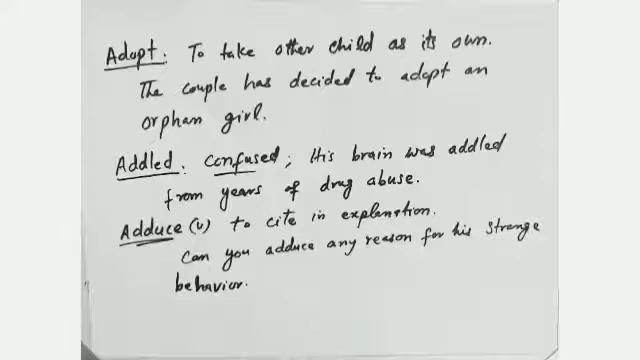 Adopt: To take other child as its own.
The couple has decided to adopt an
orphan girl.
Addled: Confused; His brain was addled
from years of drug abuse.
Adduce (v) to cite in explanation.
Can you adduce any reason for his strange
behavior.